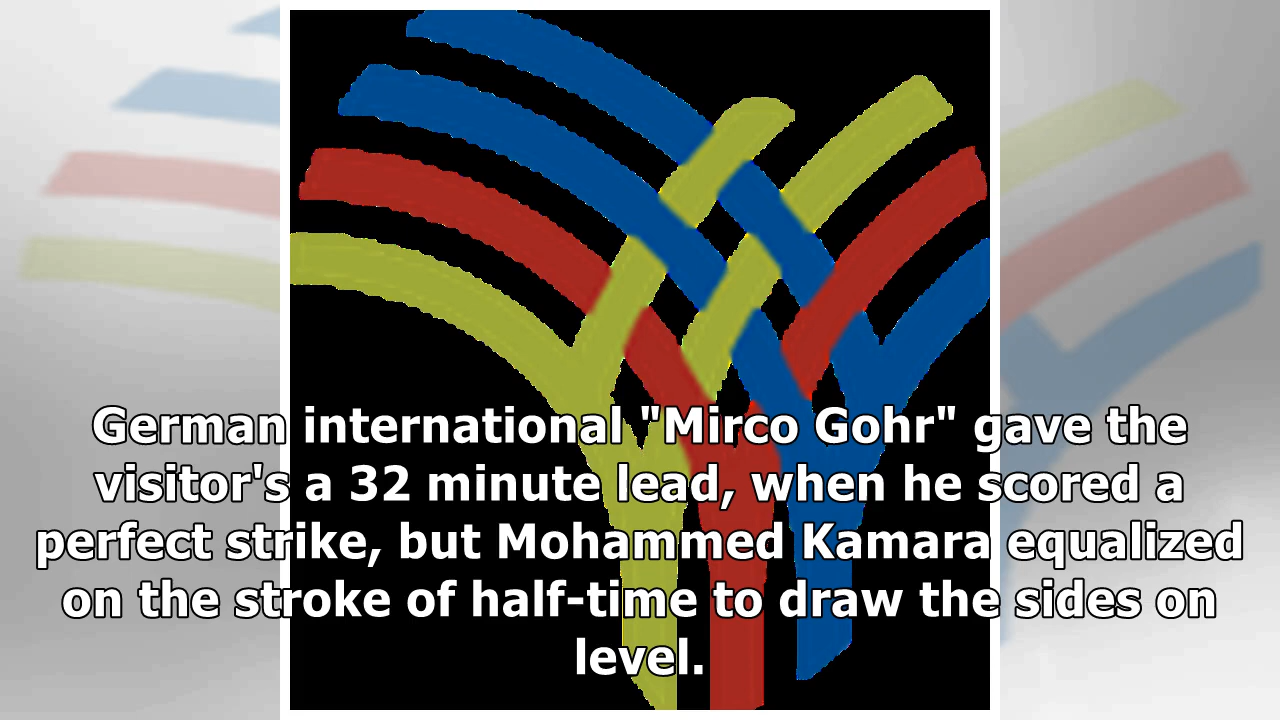 German international "Mirco Gohr" gave the
visitor's a 32 minute lead, when he scored a
perfect strike, but Mohammed Kamara equalized
on the stroke of half-time to draw the sides on
level.